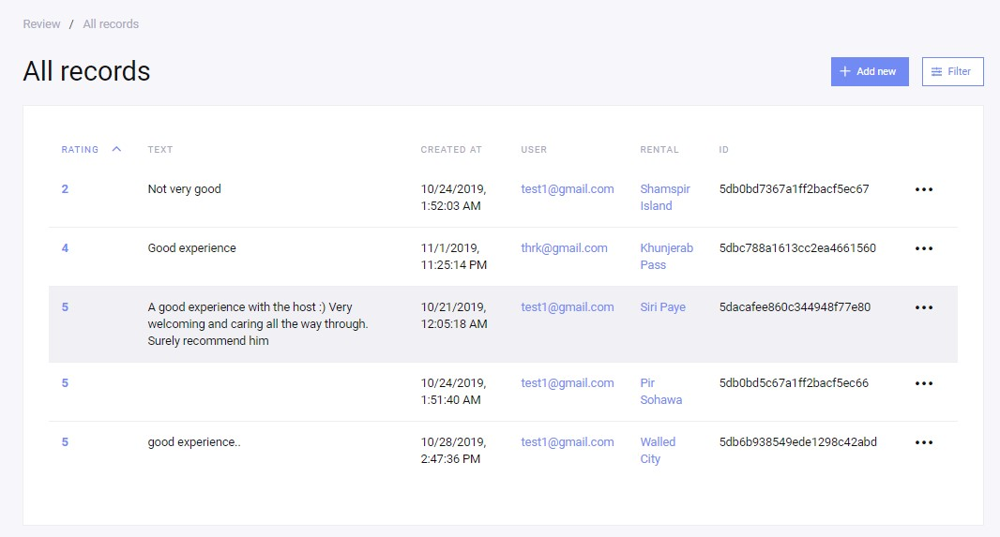 Review / All records
All records
Add new
Filter
RATING TEXT CREATED AT USER RENTAL ID
2 Not very good 10/24/2019, test1@gmail.com Shamspir 5db0bd7367a1ff2bacf5ec67
1:52:03 AM Island
4 Good experience 11/1/2019, thrk@gmail.com Khunjerab 5dbc788a1613cc2ea4661560
11:25:14 PM Pass
5 A good experience with the host :) Very 10/21/2019, test1@gmail.com Siri Paye 5dacafee860c344948f77e80
welcoming and caring all the way through. 12:05:18 AM
Surely recommend him
5 10/24/2019, test1@gmail.com Pir 5db0bd5c67a1ff2bacf5ec66
1:51:40 AM Sohawa
5 good experience.. 10/28/2019, test1@gmail.com Walled 5db6b938549ede1298c42abd
2:47:36 PM City